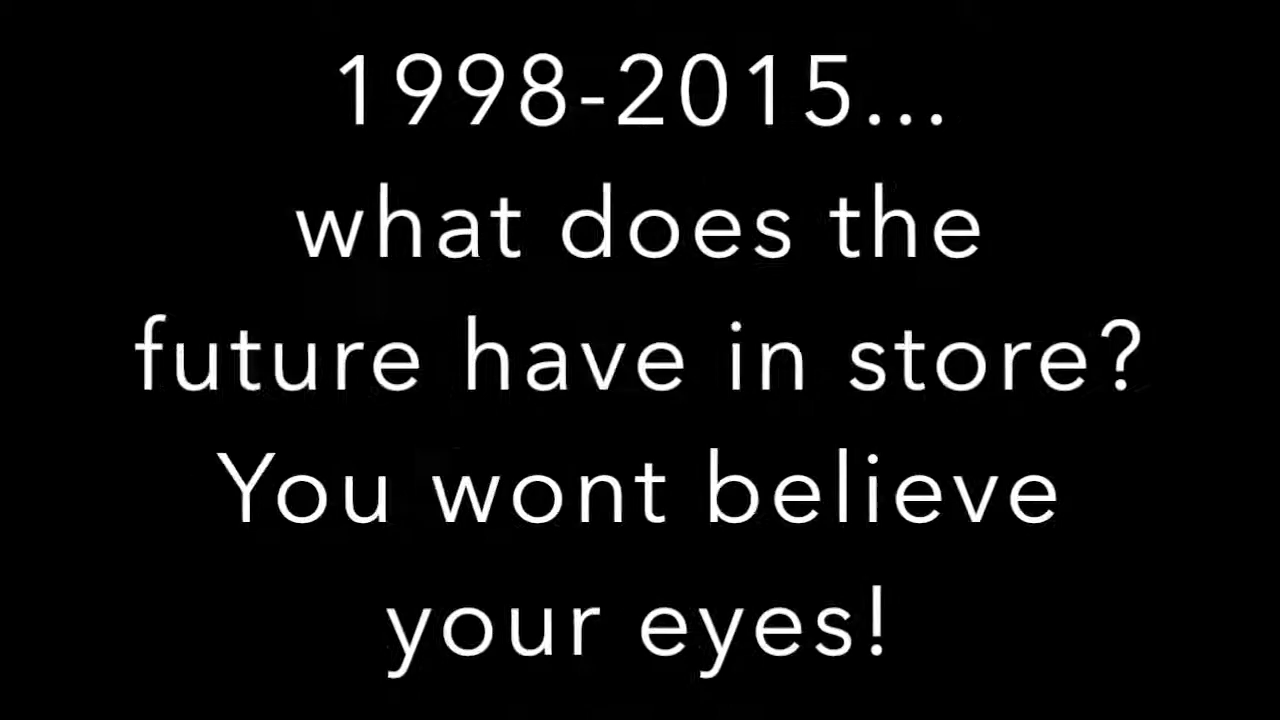 1998-2015...
what does the
future have in store?
You wont believe
your eyes!